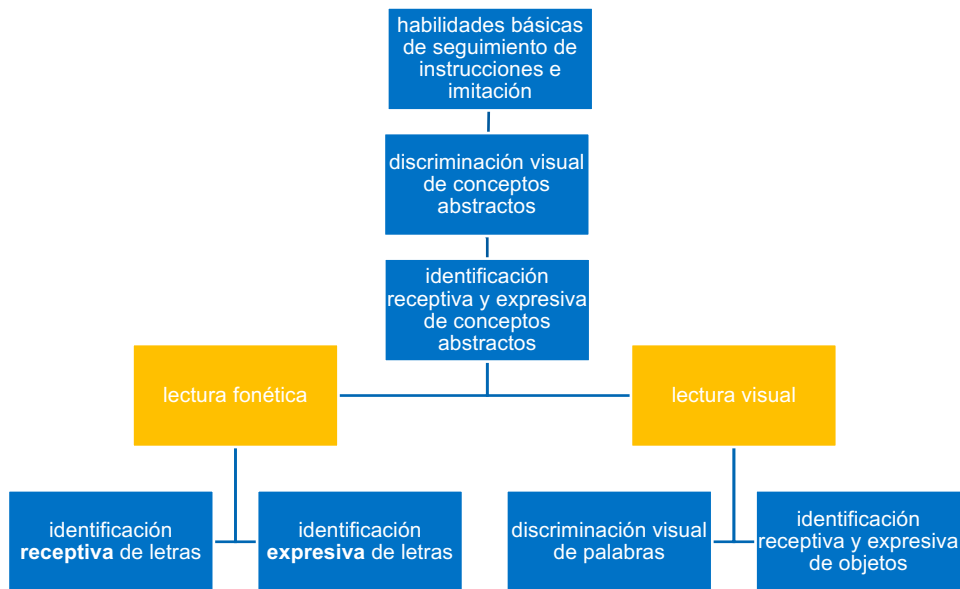 habilidades básicas
de seguimiento de
instrucciones e
imitación
discriminación visual
de conceptos
abstractos
identificación
receptiva y expresiva
de conceptos
abstractos
lectura fonética
lectura visual
identificación
receptiva de letras
identificación
expresiva de letras
discriminación visual
de palabras
identificación
receptiva y expresiva
de objetos